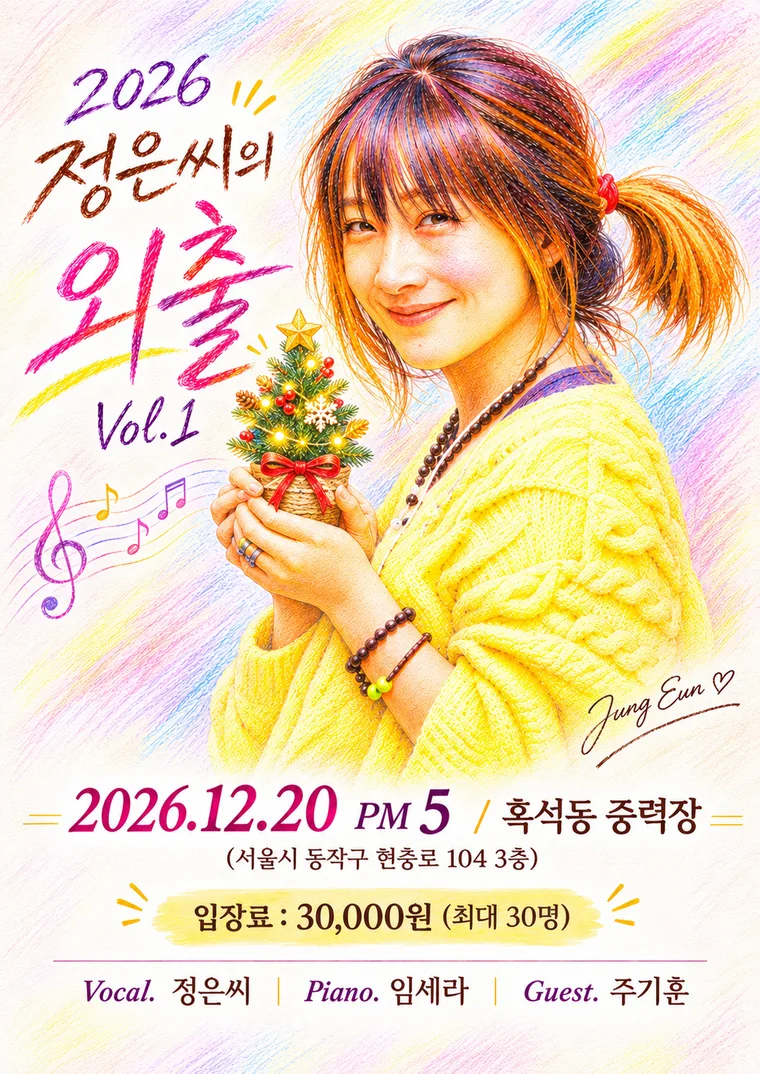 2026
정은씨의
외출
Vol.1
Jung Eun ♡
2026.12.20 PM 5 / 흑석동 중력장
(서울시 동작구 현충로 104 3층)
입장료 : 30,000원 (최대 30명)
Vocal. 정은씨 | Piano. 임세라 | Guest. 주기훈